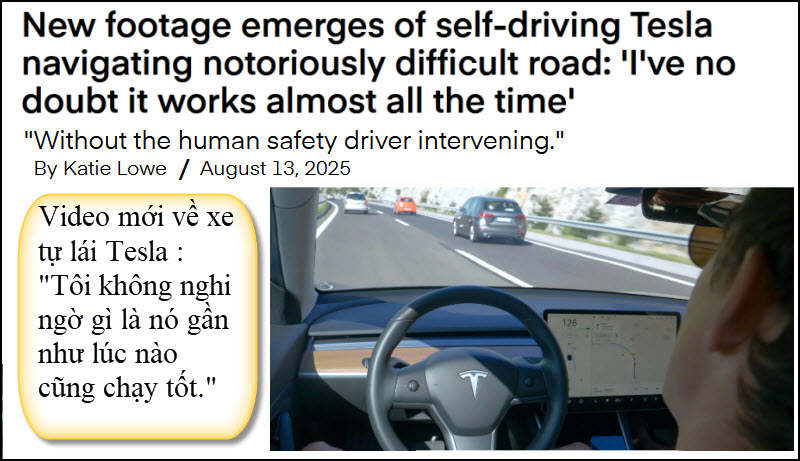 New footage emerges of self-driving Tesla
navigating notoriously difficult road: 'I've no
doubt it works almost all the time'
"Without the human safety driver intervening."
By Katie Lowe / August 13, 2025
Video mới về xe
tự lái Tesla :
"Tôi không nghi
ngờ gì là nó gần
như lúc nào
cũng chạy tốt."
126